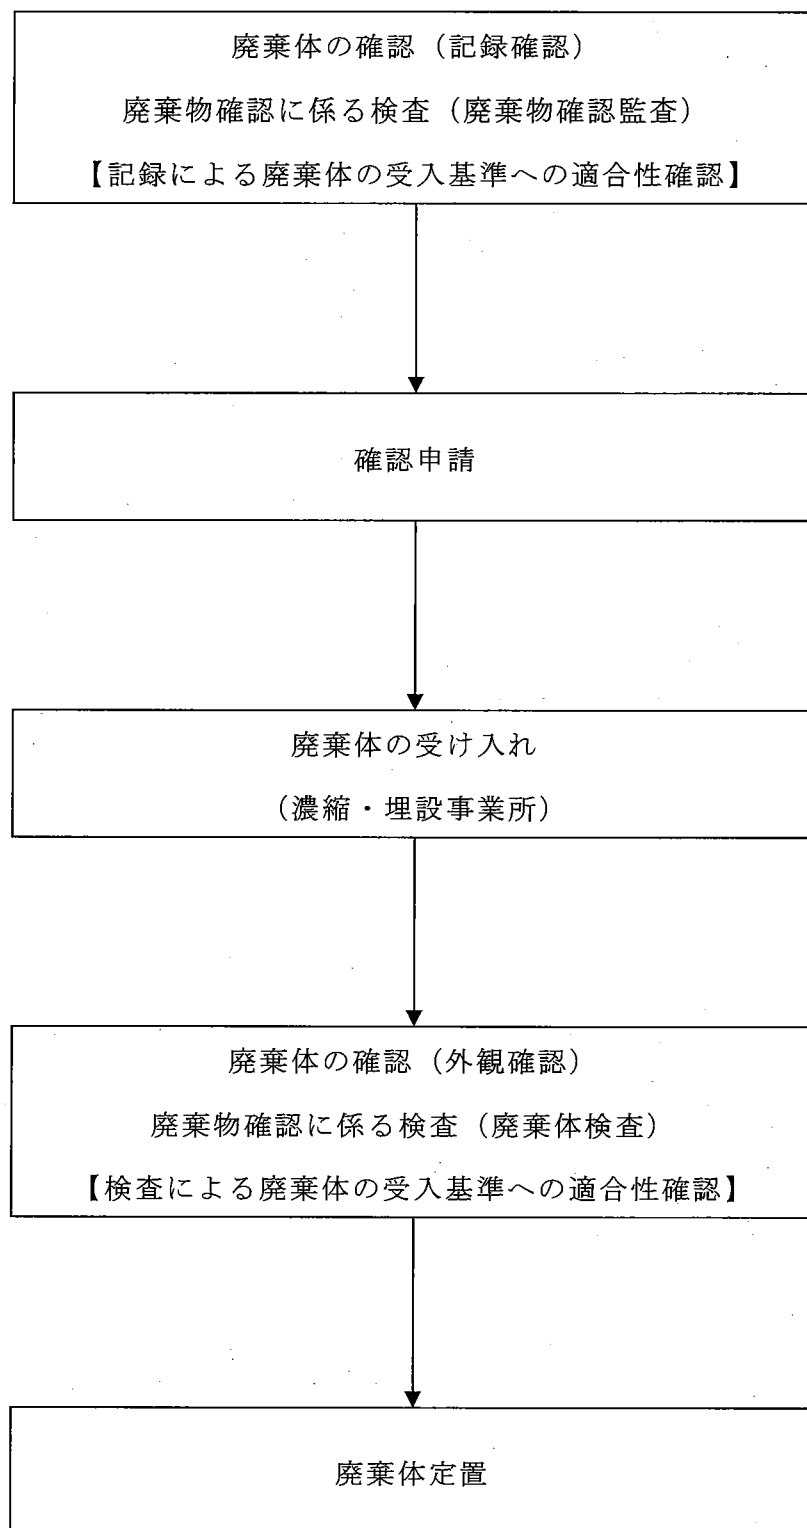 廃棄体の確認（記録確認）
廃棄物確認に係る検査（廃棄物確認監査）
【記録による廃棄体の受入基準への適合性確認】
確認申請
廃棄体の受け入れ
（濃縮・埋設事業所）
廃棄体の確認（外観確認）
廃棄物確認に係る検査（廃棄体検査）
【検査による廃棄体の受入基準への適合性確認】
廃棄体定置